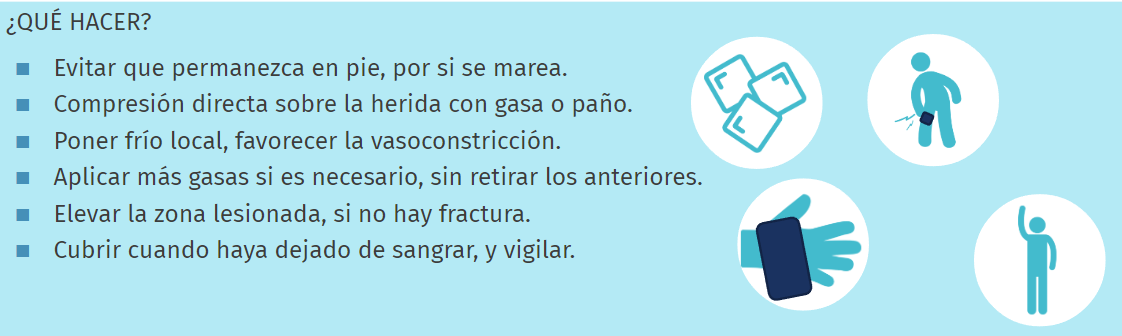 ¿QUÉ HACER?
■ Evitar que permanezca en pie, por si se marea.
■ Compresión directa sobre la herida con gasa o paño.
■ Poner frío local, favorecer la vasoconstricción.
■ Aplicar más gasas si es necesario, sin retirar los anteriores.
■ Elevar la zona lesionada, si no hay fractura.
■ Cubrir cuando haya dejado de sangrar, y vigilar.